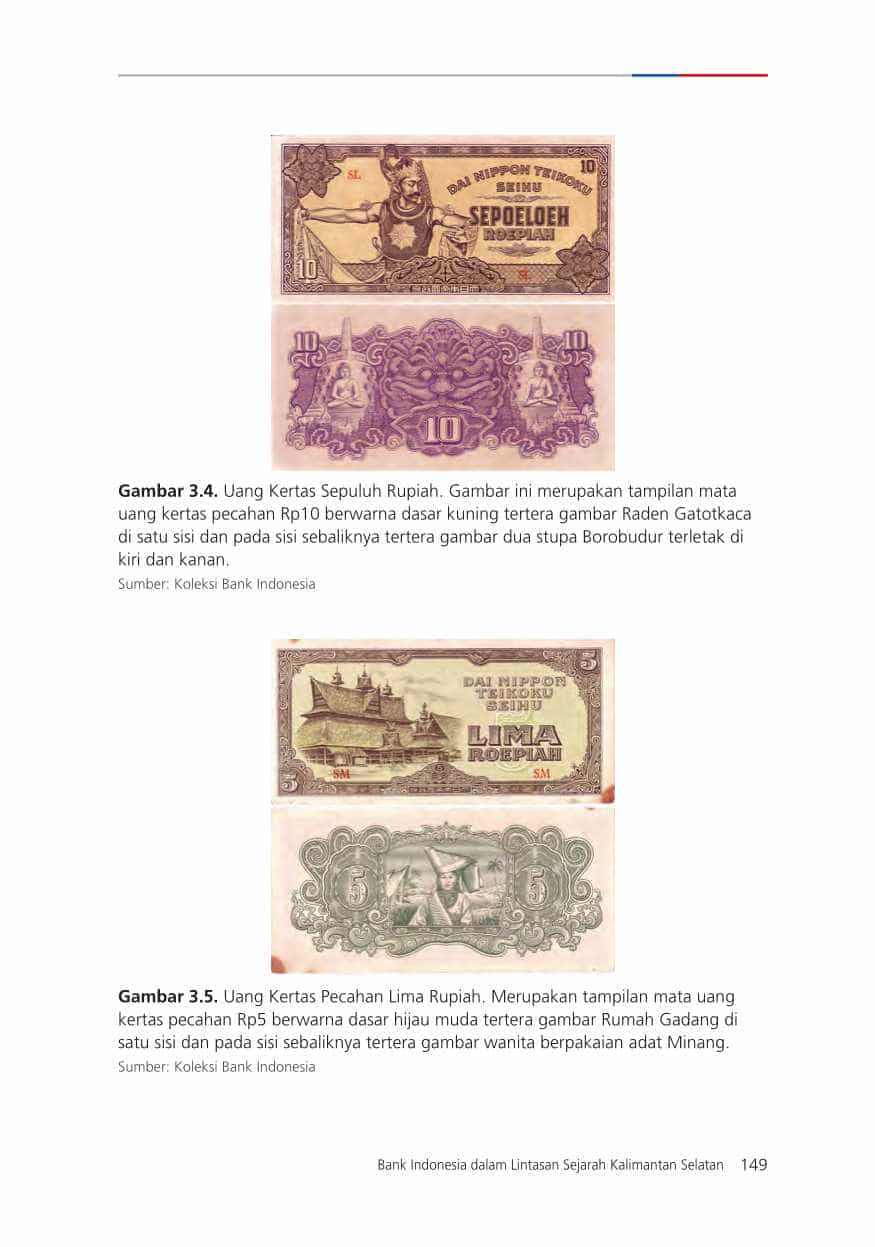 10
SL
DAI NIPPON TEIKOKU
SEIHU
SEPOELOEH
ROEPIAH
10
SL
10
10
10
Gambar 3.4. Uang Kertas Sepuluh Rupiah. Gambar ini merupakan tampilan mata
uang kertas pecahan Rp10 berwarna dasar kuning tertera gambar Raden Gatotkaca
di satu sisi dan pada sisi sebaliknya tertera gambar dua stupa Borobudur terletak di
kiri dan kanan.
Sumber: Koleksi Bank Indonesia
5
DAI NIPPON
TEIKOKU
SEIHU
LIMA
ROEPIAH
SM
SM
5
5
5
Gambar 3.5. Uang Kertas Pecahan Lima Rupiah. Merupakan tampilan mata uang
kertas pecahan Rp5 berwarna dasar hijau muda tertera gambar Rumah Gadang di
satu sisi dan pada sisi sebaliknya tertera gambar wanita berpakaian adat Minang.
Sumber: Koleksi Bank Indonesia
Bank Indonesia dalam Lintasan Sejarah Kalimantan Selatan 149